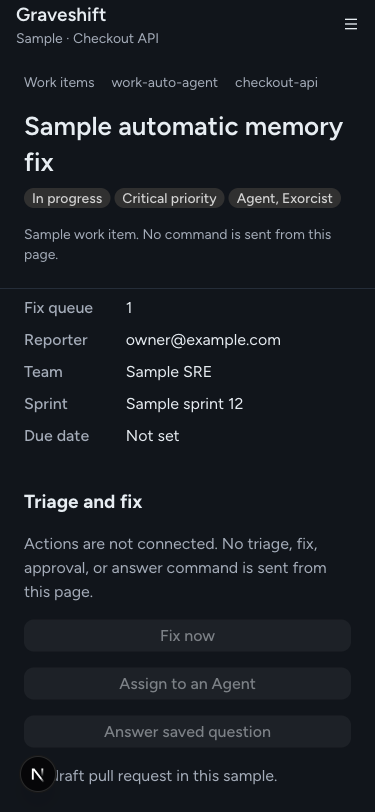 Graveshift
Sample · Checkout API
Work items work-auto-agent checkout-api
Sample automatic memory
fix
In progress Critical priority Agent, Exorcist
Sample work item. No command is sent from this
page.
Fix queue 1
Reporter owner@example.com
Team Sample SRE
Sprint Sample sprint 12
Due date Not set
Triage and fix
Actions are not connected. No triage, fix,
approval, or answer command is sent from
this page.
Fix now
Assign to an Agent
Answer saved question
N
draft pull request in this sample.